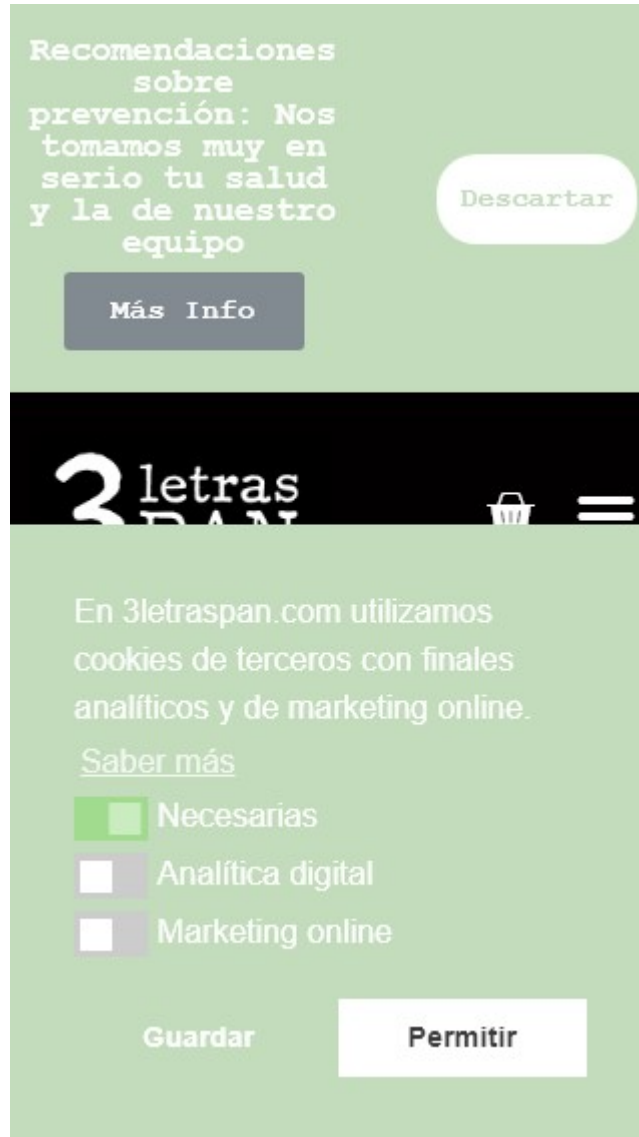 Recomendaciones
sobre
prevención: Nos
tomamos muy en
serio tu salud
y la de nuestro
equipo
Descartar
Más Info
3 letras
PAN
En 3letraspan.com utilizamos
cookies de terceros con finales
analíticos y de marketing online.
Saber más
Necesarias
Analítica digital
Marketing online
Guardar
Permitir